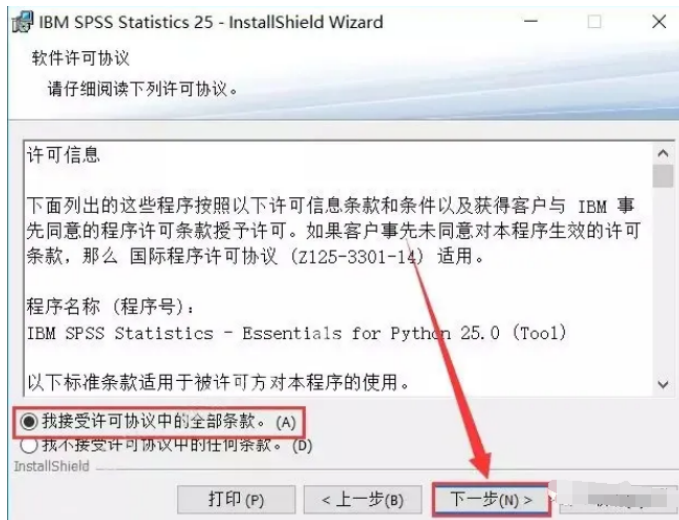 IBM SPSS Statistics 25 - InstallShield Wizard
软件许可协议
请仔细阅读下列许可协议。
许可信息
下面列出的这些程序按照以下许可信息条款和条件以及获得客户与 IBM 事
先同意的程序许可条款授予许可。如果客户事先未同意对本程序生效的许可
条款，那么 国际程序许可协议 (Z125-3301-14) 适用。
程序名称 (程序号):
IBM SPSS Statistics - Essentials for Python 25.0 (Tool)
以下标准条款适用于被许可方对本程序的使用。
我接受许可协议中的全部条款。(A)
我不接受许可协议中的任何条款。(D)
InstallShield
打印(P) < 上一步(B) 下一步(N) >